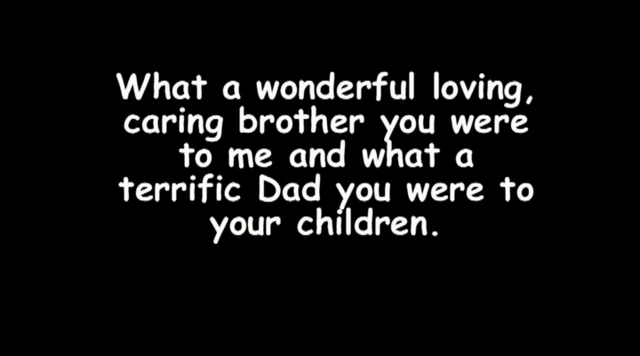 What a wonderful loving,
caring brother you were
to me and what a
terrific Dad you were to
your children.